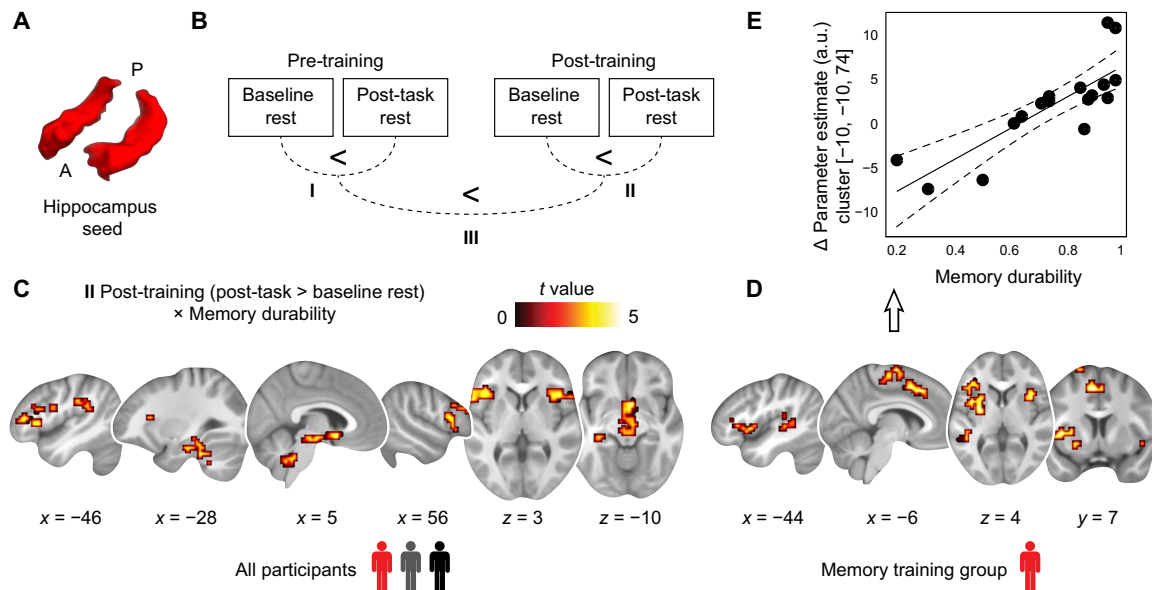 A
P
A
Hippocampus
seed
B
Pre-training
Post-training
Baseline
rest
Post-task
rest
Baseline
rest
Post-task
rest
<
<
I
<
II
III
E
Δ Parameter estimate (a.u.)
cluster [−10, −10, 74]
10
5
0
−5
−10
0.2
0.4
0.6
0.8
1
Memory durability
C
II Post-training (post-task > baseline rest)
× Memory durability
t value
0
5
x = −46
x = −28
x = 5
x = 56
z = 3
z = −10
All participants
D
x = −44
x = −6
z = 4
y = 7
Memory training group